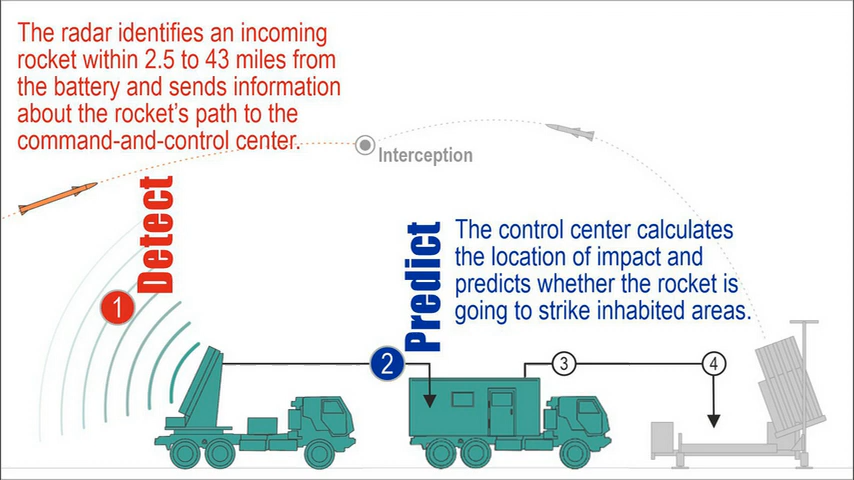 The radar identifies an incoming
rocket within 2.5 to 43 miles from
the battery and sends information
about the rocket's path to the
command-and-control center.
Interception
1
Detect
2
Predict
The control center calculates
the location of impact and
predicts whether the rocket is
going to strike inhabited areas.
3
4